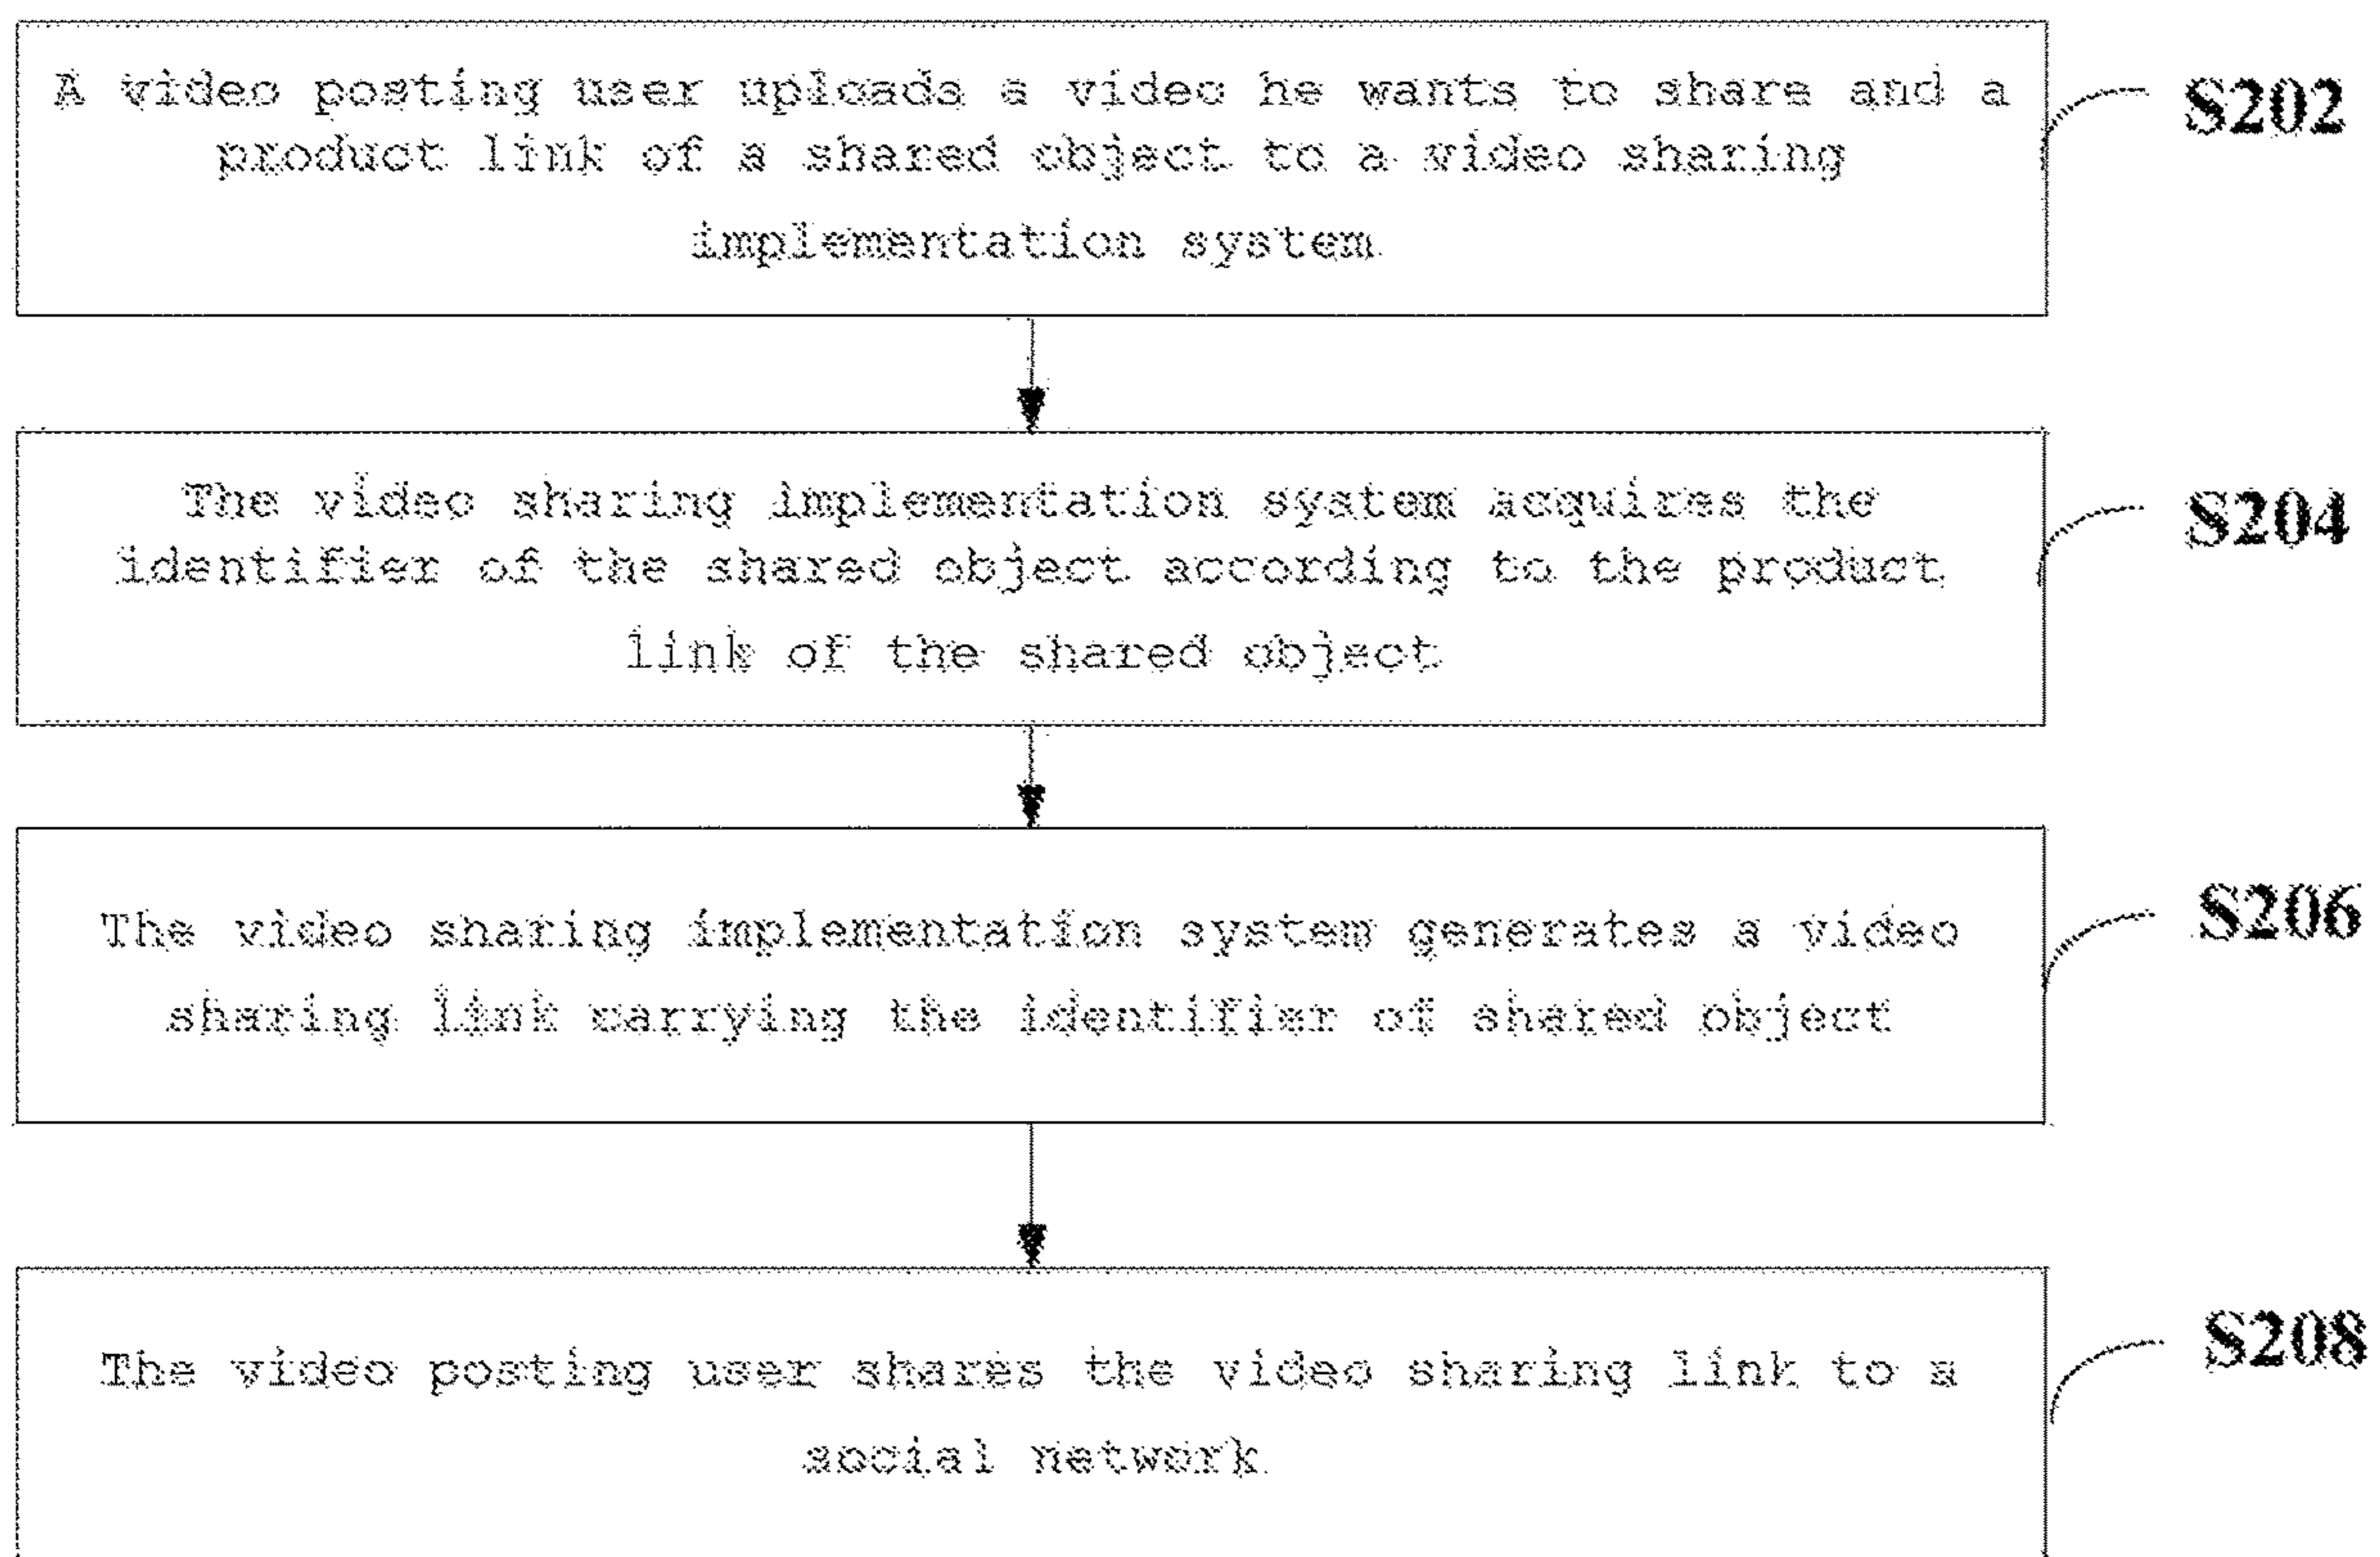 A video posting user uploads a video he wants to share and a
product link of a shared object to a video sharing
implementation system
S202
The video sharing implementation system acquires the
identifier of the shared object according to the product
link of the shared object
S204
The video sharing implementation system generates a video
sharing link carrying the identifier of shared object
S206
The video posting user shares the video sharing link to a
social network
S208